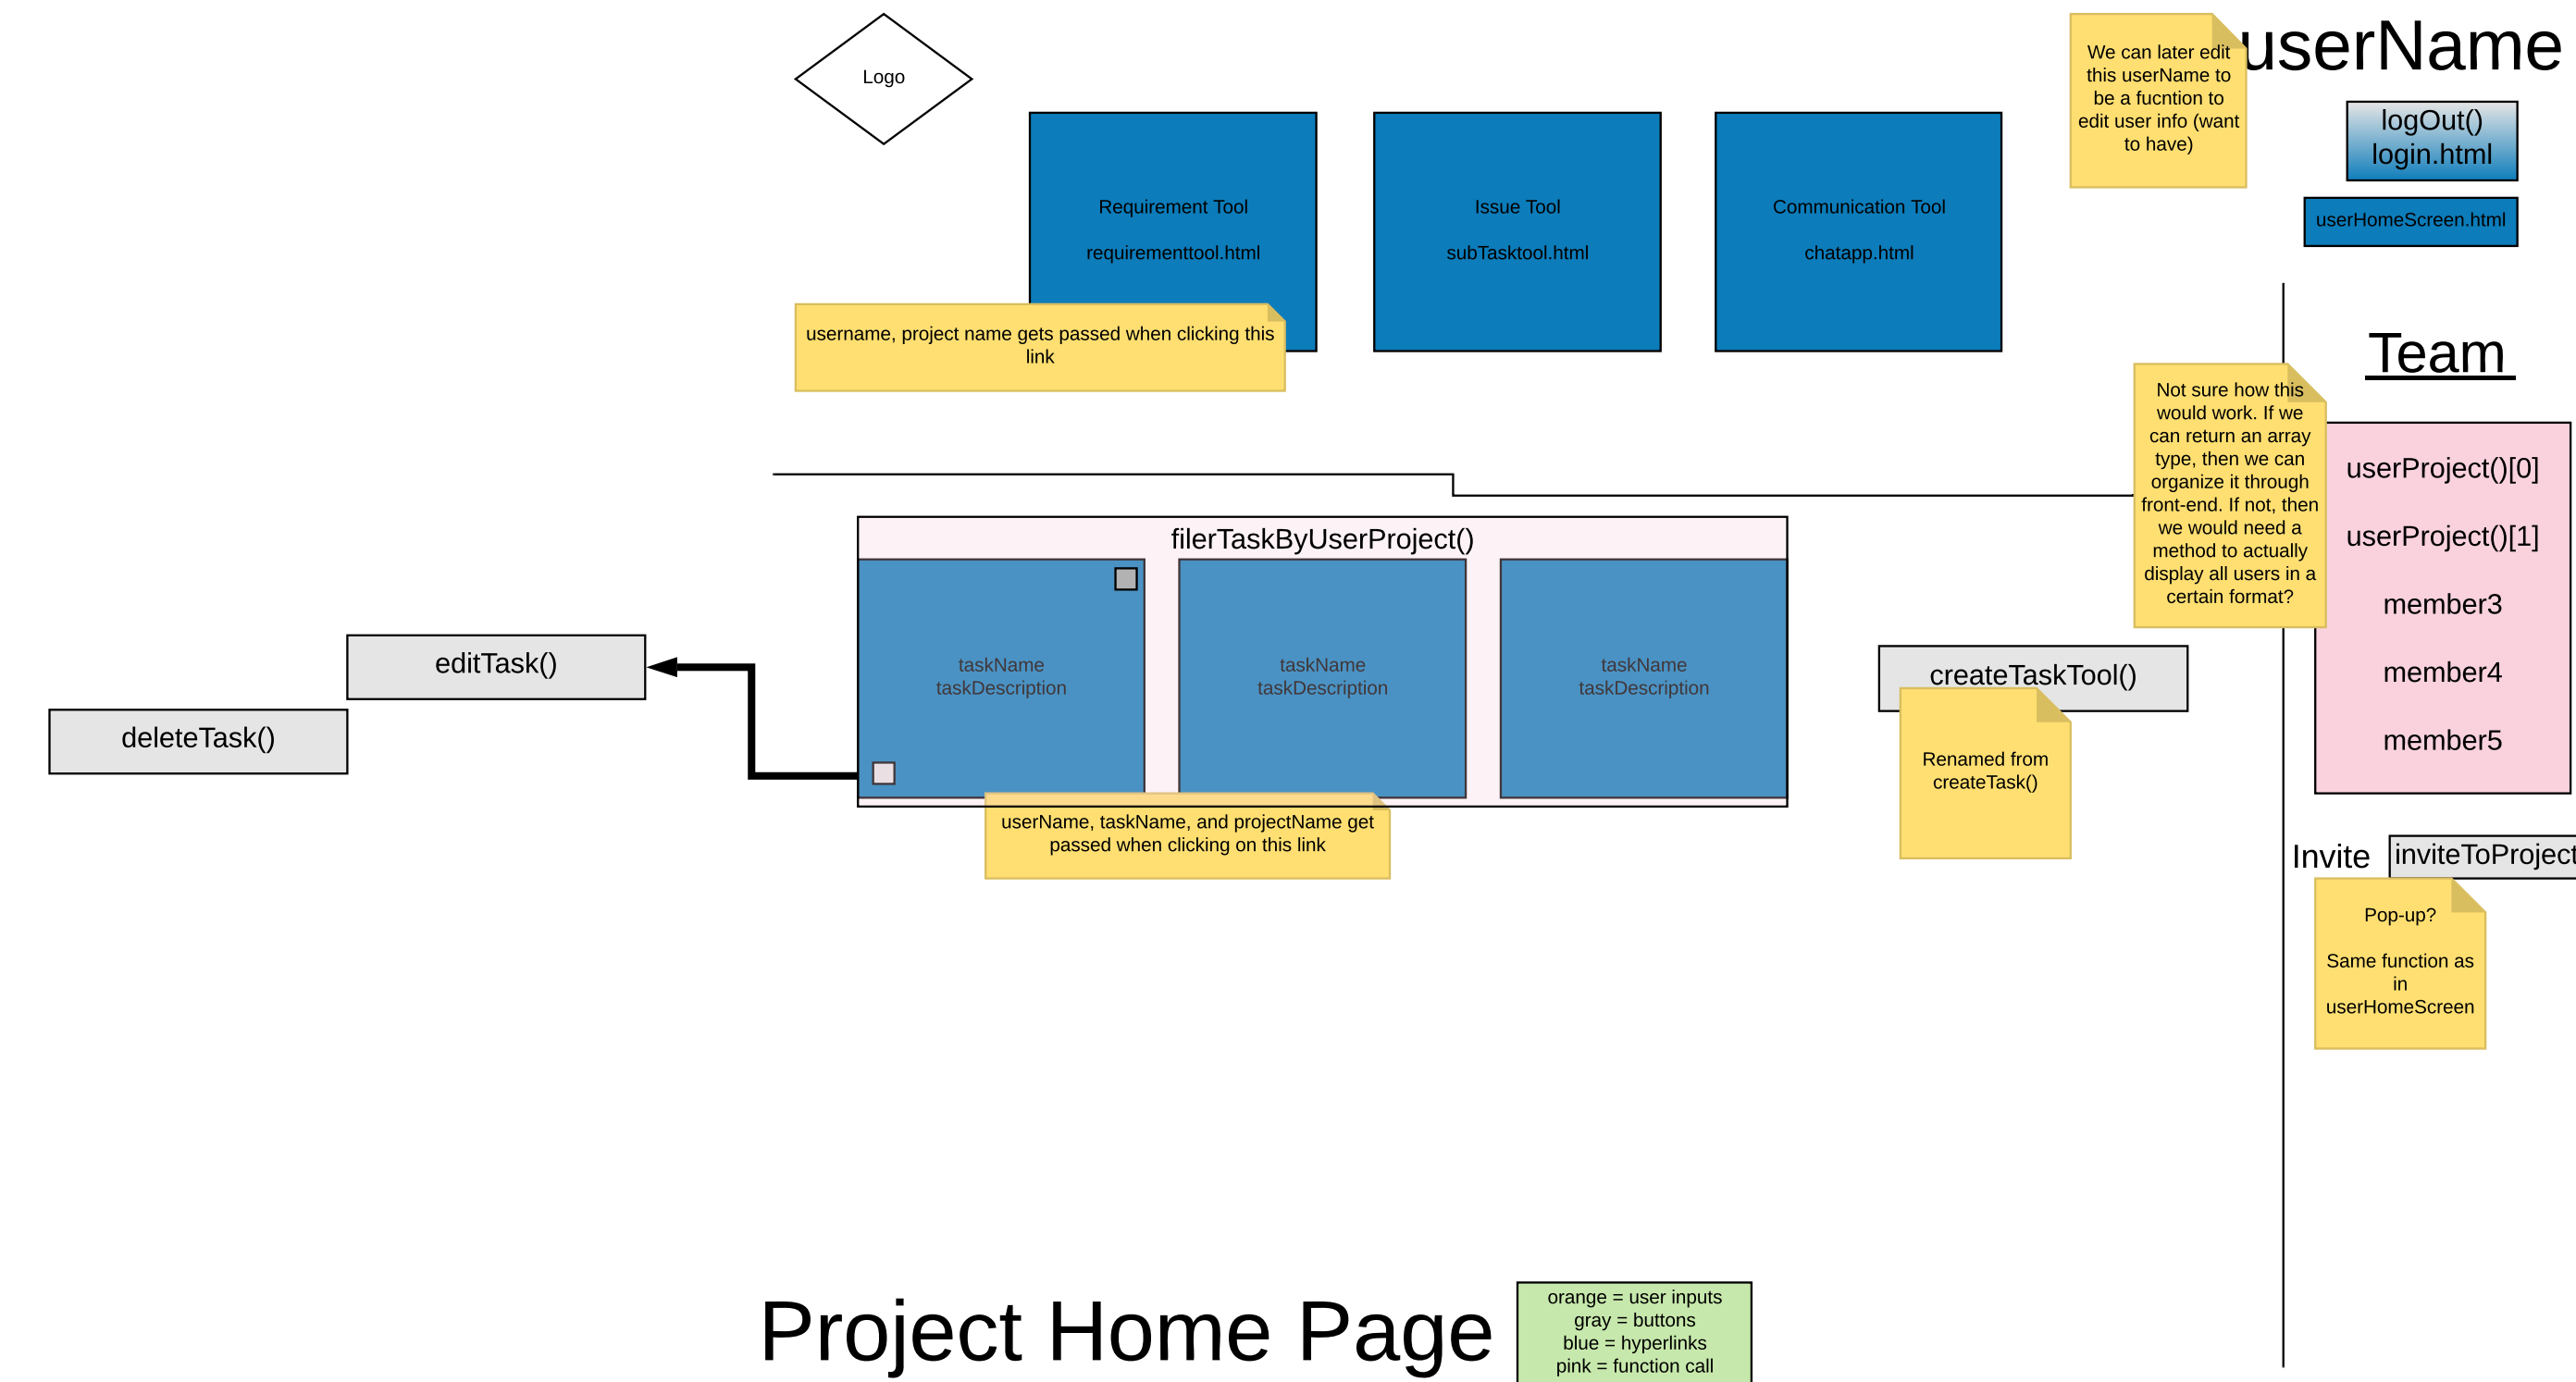 Logo
We can later edit
this userName to
be a fucntion to
edit user info (want
to have)
userName
logOut()
login.html
userHomeScreen.html
Requirement Tool
requirementtool.html
Issue Tool
subTasktool.html
Communication Tool
chatapp.html
username, project name gets passed when clicking this
link
Team
Not sure how this
would work. If we
can return an array
type, then we can
organize it through
front-end. If not, then
we would need a
method to actually
display all users in a
certain format?
userProject()[0]
userProject()[1]
member3
member4
member5
filerTaskByUserProject()
taskName
taskDescription
taskName
taskDescription
taskName
taskDescription
editTask()
deleteTask()
createTaskTool()
Renamed from
createTask()
userName, taskName, and projectName get
passed when clicking on this link
Invite
inviteToProject
Pop-up?
Same function as
in
userHomeScreen
Project Home Page
orange = user inputs
gray = buttons
blue = hyperlinks
pink = function call